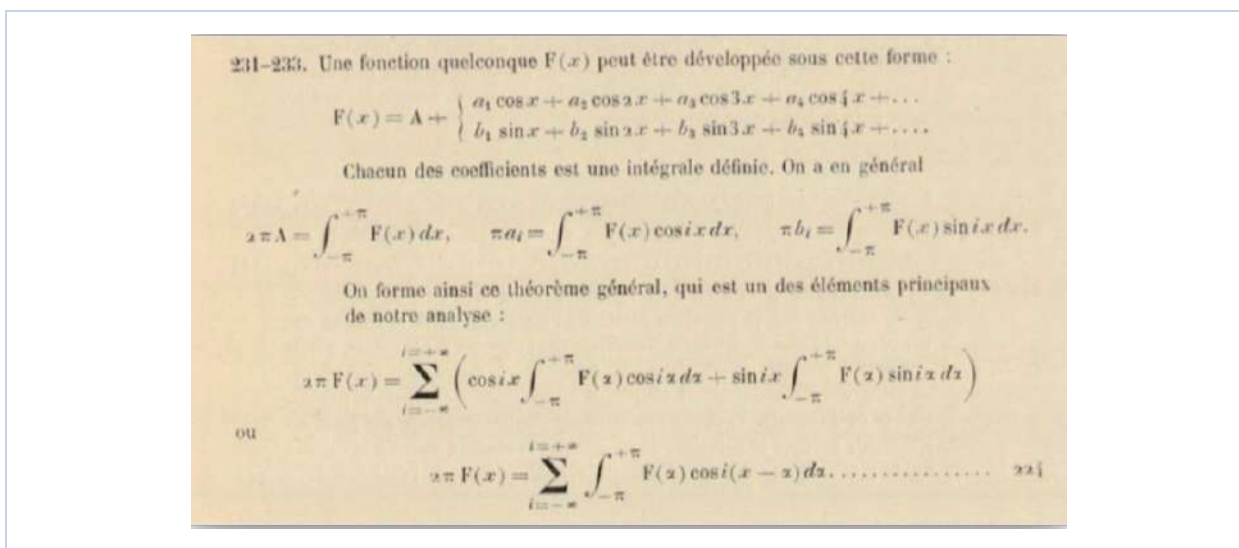 231–233. Une fonction quelconque F(x) peut être développée sous cette forme :
F(x) = A + { a₁ cos x + a₂ cos 2x + a₃ cos 3x + a₄ cos 4x + ...
b₁ sin x + b₂ sin 2x + b₃ sin 3x + b₄ sin 4x + ....
Chacun des coefficients est une intégrale définie. On a en général
2πA = ∫_{−π}^{+π} F(x) dx, πaᵢ = ∫_{−π}^{+π} F(x) cos ix dx, πbᵢ = ∫_{−π}^{+π} F(x) sin ix dx.
On forme ainsi ce théorème général, qui est un des éléments principaux
de notre analyse :
2π F(x) = ∑_{i=−∞}^{i=+∞} (cos ix ∫_{−π}^{+π} F(α) cos iα dα + sin ix ∫_{−π}^{+π} F(α) sin iα dα)
ou
2π F(x) = ∑_{i=−∞}^{i=+∞} ∫_{−π}^{+π} F(α) cos i(x − α) dα. . . . . . . . . . . . . . . . 224